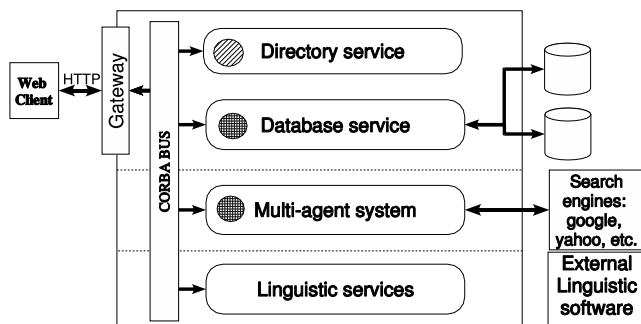 Web
Client
HTTP
Gateway
CORBA BUS
Directory service
Database service
Multi-agent system
Linguistic services
Search
engines:
google,
yahoo, etc.
External
Linguistic
software